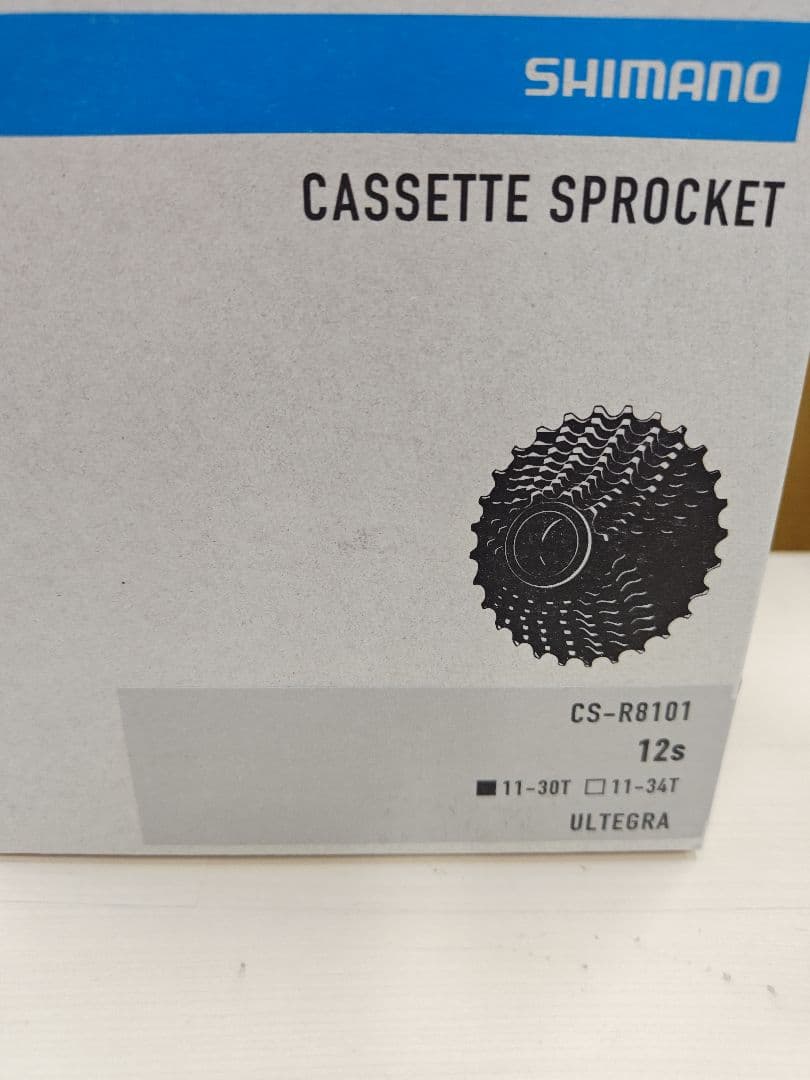 SHIMANO
CASSETTE SPROCKET
CS-R8101
12s
■ 11-30T □ 11-34T
ULTEGRA